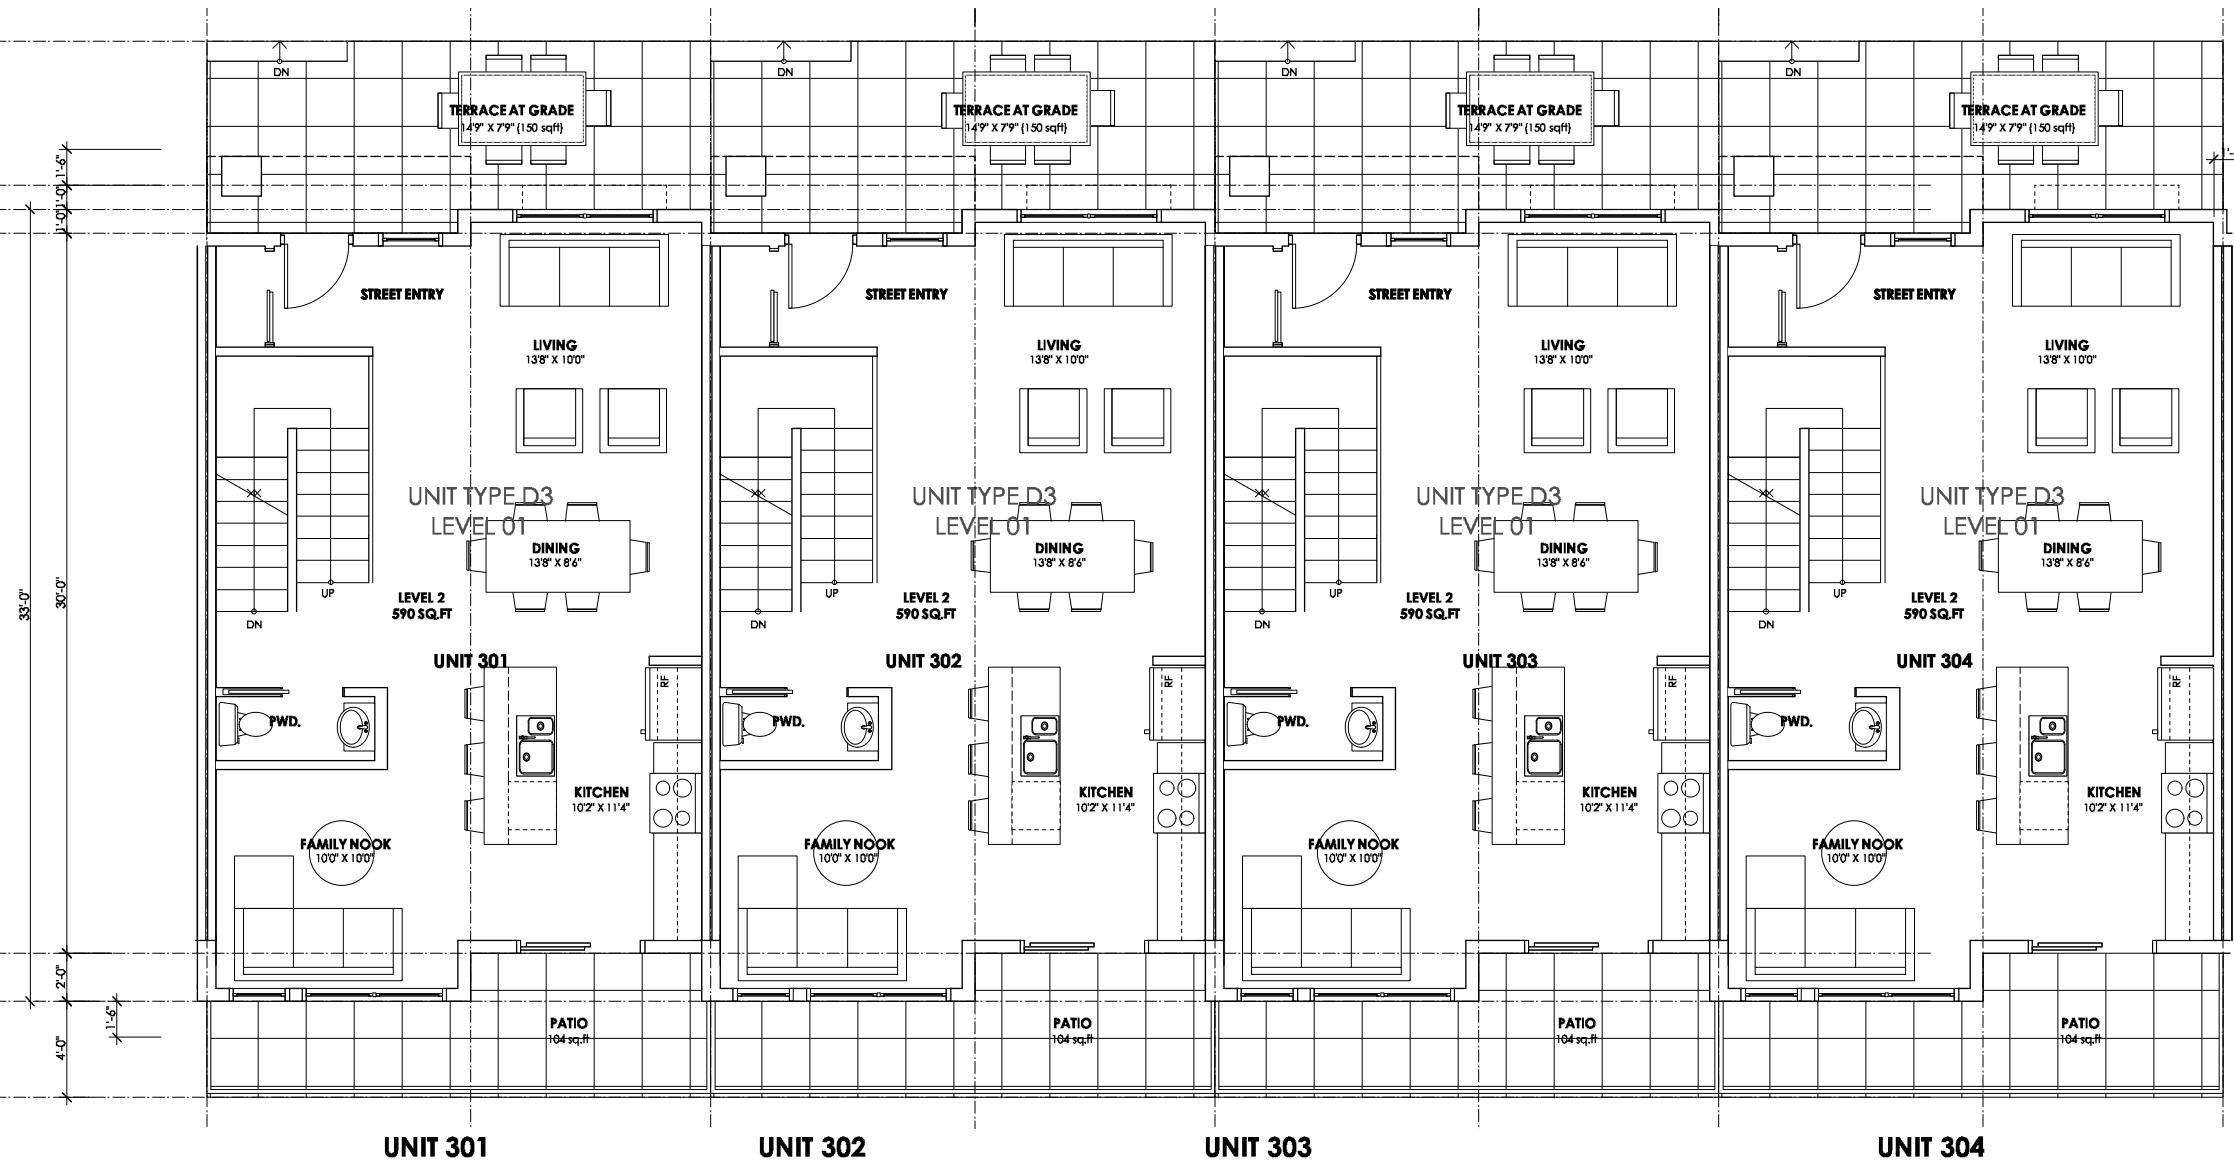 DN
DN
DN
DN
TERRACE AT GRADE
14'9" X 7'9" (150 sqft)
TERRACE AT GRADE
14'9" X 7'9" (150 sqft)
TERRACE AT GRADE
14'9" X 7'9" (150 sqft)
TERRACE AT GRADE
14'9" X 7'9" (150 sqft)
1'-6"
1'-0"
1'-0"
STREET ENTRY
STREET ENTRY
STREET ENTRY
STREET ENTRY
LIVING
13'8" X 10'0"
LIVING
13'8" X 10'0"
LIVING
13'8" X 10'0"
LIVING
13'8" X 10'0"
UNIT TYPE D3
LEVEL 01
UNIT TYPE D3
LEVEL 01
UNIT TYPE D3
LEVEL 01
UNIT TYPE D3
LEVEL 01
DINING
13'8" X 8'6"
DINING
13'8" X 8'6"
DINING
13'8" X 8'6"
DINING
13'8" X 8'6"
33'-0"
30'-0"
UP
UP
UP
UP
LEVEL 2
590 SQ.FT
LEVEL 2
590 SQ.FT
LEVEL 2
590 SQ.FT
LEVEL 2
590 SQ.FT
DN
DN
DN
DN
UNIT 301
UNIT 302
UNIT 303
UNIT 304
RF
RF
RF
RF
PWD.
PWD.
PWD.
PWD.
KITCHEN
10'2" X 11'4"
KITCHEN
10'2" X 11'4"
KITCHEN
10'2" X 11'4"
KITCHEN
10'2" X 11'4"
FAMILY NOOK
10'0" X 10'0"
FAMILY NOOK
10'0" X 10'0"
FAMILY NOOK
10'0" X 10'0"
FAMILY NOOK
10'0" X 10'0"
2'-0"
1'-6"
4'-0"
PATIO
104 sq.ft
PATIO
104 sq.ft
PATIO
104 sq.ft
PATIO
104 sq.ft
UNIT 301
UNIT 302
UNIT 303
UNIT 304